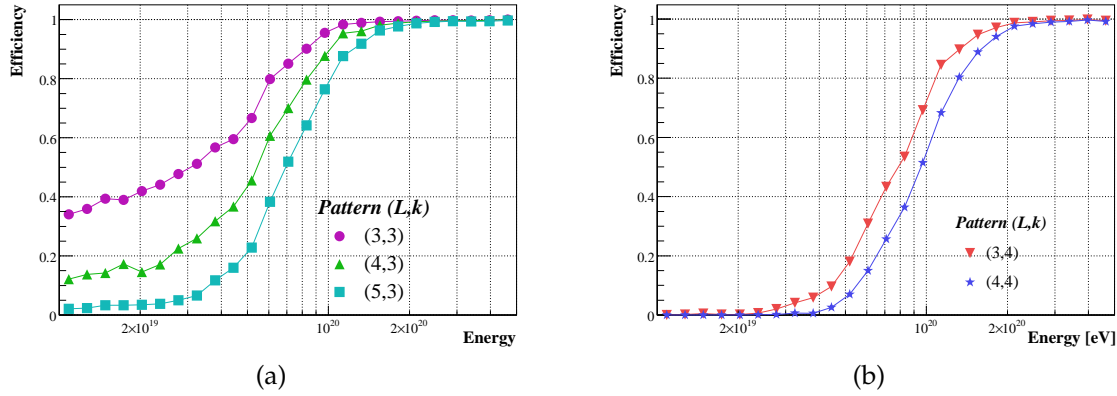 Efficiency
1
0.8
0.6
0.4
0.2
0
Pattern (L,k)
(3,3)
(4,3)
(5,3)
2×10¹⁹
10²⁰
2×10²⁰
Energy
(a)
Efficiency
1
0.8
0.6
0.4
0.2
0
Pattern (L,k)
(3,4)
(4,4)
2×10¹⁹
10²⁰
2×10²⁰
Energy [eV]
(b)